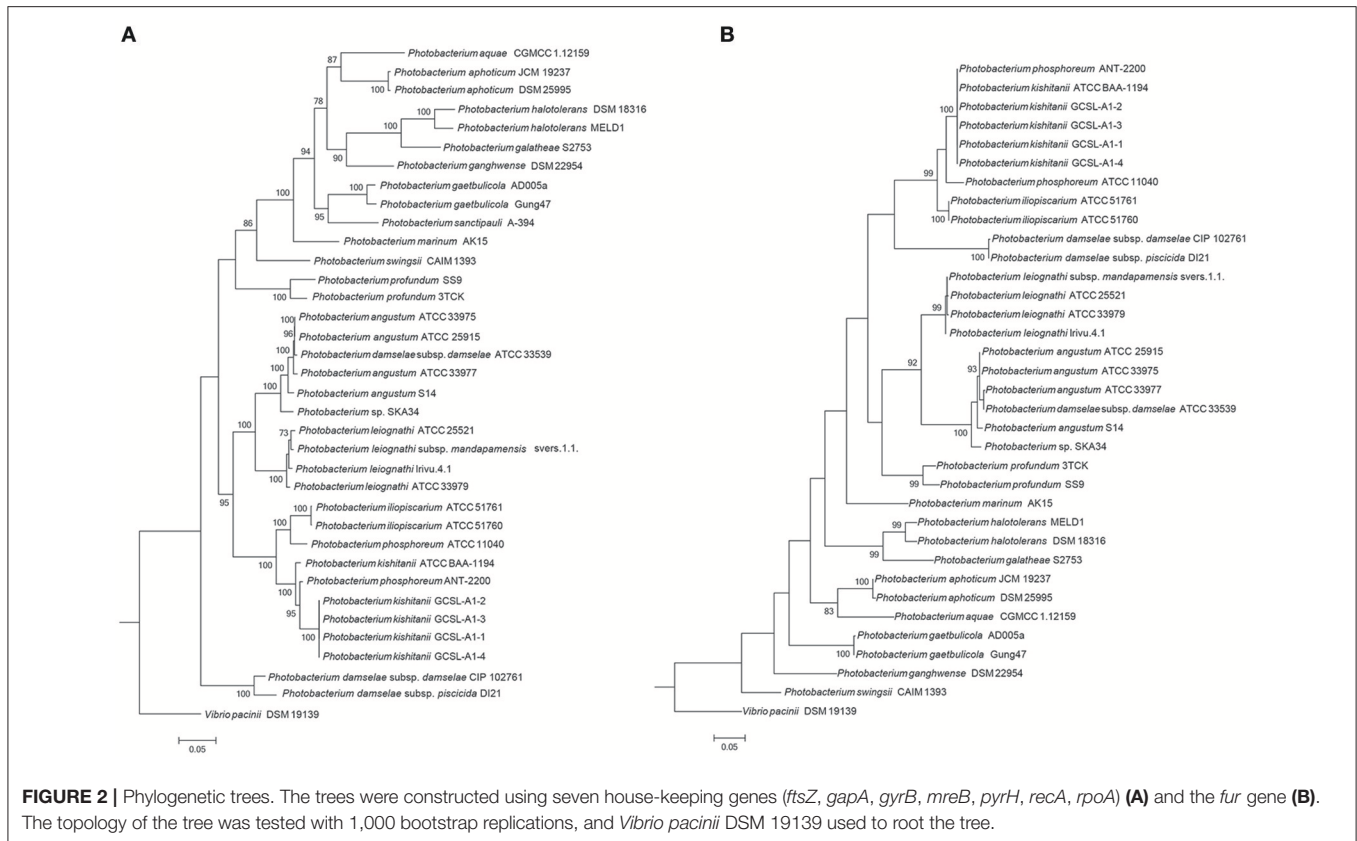 A
87
Photobacterium aquae CGMCC 1.12159
Photobacterium aphoticum JCM 19237
100
Photobacterium aphoticum DSM 25995
78
100
Photobacterium halotolerans DSM 18316
100
Photobacterium halotolerans MELD1
Photobacterium galatheae S2753
94
90
Photobacterium ganghwense DSM 22954
100
Photobacterium gaetbulicola AD005a
100
Photobacterium gaetbulicola Gung47
95
Photobacterium sanctipauli A-394
86
Photobacterium marinum AK15
Photobacterium swingsii CAIM 1393
Photobacterium profundum SS9
100
Photobacterium profundum 3TCK
100
Photobacterium angustum ATCC 33975
96
Photobacterium angustum ATCC 25915
100
Photobacterium damselae subsp. damselae ATCC 33539
100
Photobacterium angustum ATCC 33977
100
Photobacterium angustum S14
100
Photobacterium sp. SKA34
73
Photobacterium leiognathi ATCC 25521
Photobacterium leiognathi subsp. mandapamensis svers.1.1.
Photobacterium leiognathi lrivu.4.1
100
Photobacterium leiognathi ATCC 33979
95
Photobacterium iliopiscarium ATCC 51761
100
100
Photobacterium iliopiscarium ATCC 51760
Photobacterium phosphoreum ATCC 11040
100
Photobacterium kishitanii ATCC BAA-1194
Photobacterium phosphoreum ANT-2200
100
Photobacterium kishitanii GCSL-A1-2
95
Photobacterium kishitanii GCSL-A1-3
100
Photobacterium kishitanii GCSL-A1-1
Photobacterium kishitanii GCSL-A1-4
Photobacterium damselae subsp. damselae CIP 102761
100
Photobacterium damselae subsp. piscicida DI21
Vibrio pacinii DSM 19139
0.05
B
Photobacterium phosphoreum ANT-2200
Photobacterium kishitanii ATCC BAA-1194
100
Photobacterium kishitanii GCSL-A1-2
Photobacterium kishitanii GCSL-A1-3
Photobacterium kishitanii GCSL-A1-1
Photobacterium kishitanii GCSL-A1-4
99
Photobacterium phosphoreum ATCC 11040
Photobacterium iliopiscarium ATCC 51761
100
Photobacterium iliopiscarium ATCC 51760
Photobacterium damselae subsp. damselae CIP 102761
100
Photobacterium damselae subsp. piscicida DI21
Photobacterium leiognathi subsp. mandapamensis svers.1.1.
Photobacterium leiognathi ATCC 25521
99
Photobacterium leiognathi ATCC 33979
Photobacterium leiognathi lrivu.4.1
92
Photobacterium angustum ATCC 25915
93
Photobacterium angustum ATCC 33975
Photobacterium angustum ATCC 33977
Photobacterium damselae subsp. damselae ATCC 33539
Photobacterium angustum S14
100
Photobacterium sp. SKA34
Photobacterium profundum 3TCK
99
Photobacterium profundum SS9
Photobacterium marinum AK15
Photobacterium halotolerans MELD1
99
Photobacterium halotolerans DSM 18316
99
Photobacterium galatheae S2753
Photobacterium aphoticum JCM 19237
100
Photobacterium aphoticum DSM 25995
83
Photobacterium aquae CGMCC 1.12159
Photobacterium gaetbulicola AD005a
100
Photobacterium gaetbulicola Gung47
Photobacterium ganghwense DSM 22954
Photobacterium swingsii CAIM 1393
Vibrio pacinii DSM 19139
0.05
FIGURE 2 | Phylogenetic trees. The trees were constructed using seven house-keeping genes (ftsZ, gapA, gyrB, mreB, pyrH, recA, rpoA) (A) and the fur gene (B).
The topology of the tree was tested with 1,000 bootstrap replications, and Vibrio pacinii DSM 19139 used to root the tree.